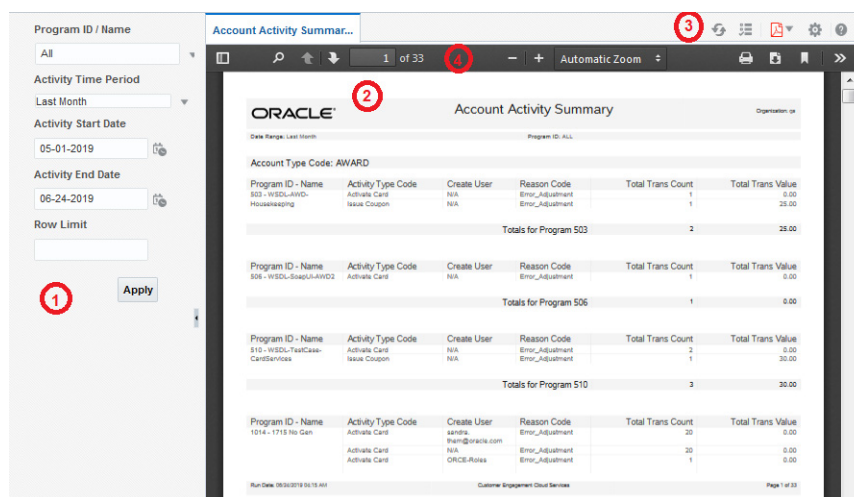 Program ID / Name
All
Activity Time Period
Last Month
Activity Start Date
05-01-2019
Activity End Date
06-24-2019
Row Limit
Apply
1
Account Activity Summar...
3
1 of 33
4
Automatic Zoom
2
ORACLE
Account Activity Summary
Organization: qa
Date Range: Last Month Program ID: ALL
Account Type Code: AWARD
Program ID - Name Activity Type Code Create User Reason Code Total Trans Count Total Trans Value
503 - WSDL-AWD- Activate Card N/A Error_Adjustment 1 0.00
Housekeeping Issue Coupon N/A Error_Adjustment 1 25.00
Totals for Program 503 2 25.00
Program ID - Name Activity Type Code Create User Reason Code Total Trans Count Total Trans Value
506 - WSDL-SoapUI-AWD2 Activate Card N/A Error_Adjustment 1 0.00
Totals for Program 506 1 0.00
Program ID - Name Activity Type Code Create User Reason Code Total Trans Count Total Trans Value
510 - WSDL-TestCase- Activate Card N/A Error_Adjustment 2 0.00
CardServices Issue Coupon N/A Error_Adjustment 1 30.00
Totals for Program 510 3 30.00
Program ID - Name Activity Type Code Create User Reason Code Total Trans Count Total Trans Value
1014 - 1715 No Gen Activate Card sandra. Error_Adjustment 20 0.00
them@oracle.com
Activate Card N/A Error_Adjustment 20 0.00
Activate Card ORCE-Roles Error_Adjustment 1 0.00
Customer Engagement Cloud Services
Page 1 of 33